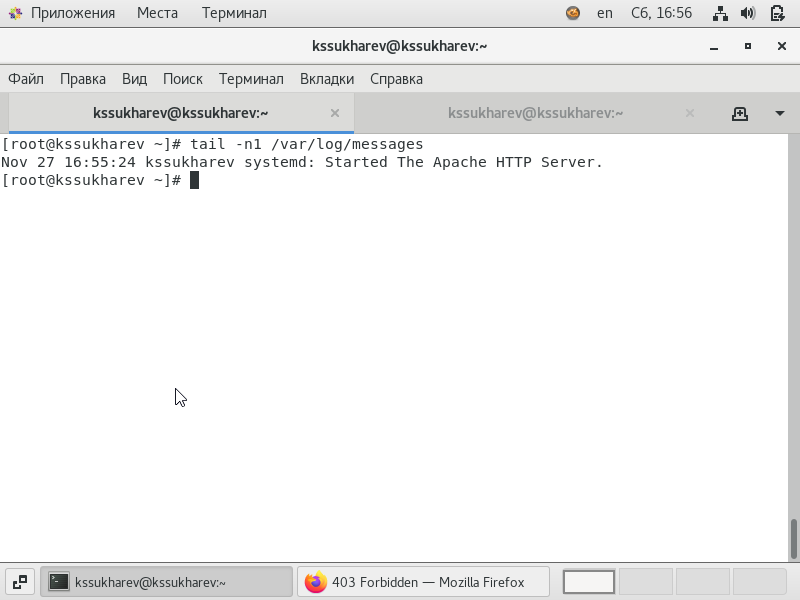 Приложения Места Терминал en Сб, 16:56
kssukharev@kssukharev:~
Файл Правка Вид Поиск Терминал Вкладки Справка
kssukharev@kssukharev:~ kssukharev@kssukharev:~
[root@kssukharev ~]# tail -n1 /var/log/messages
Nov 27 16:55:24 kssukharev systemd: Started The Apache HTTP Server.
[root@kssukharev ~]#
kssukharev@kssukharev:~ 403 Forbidden — Mozilla Firefox